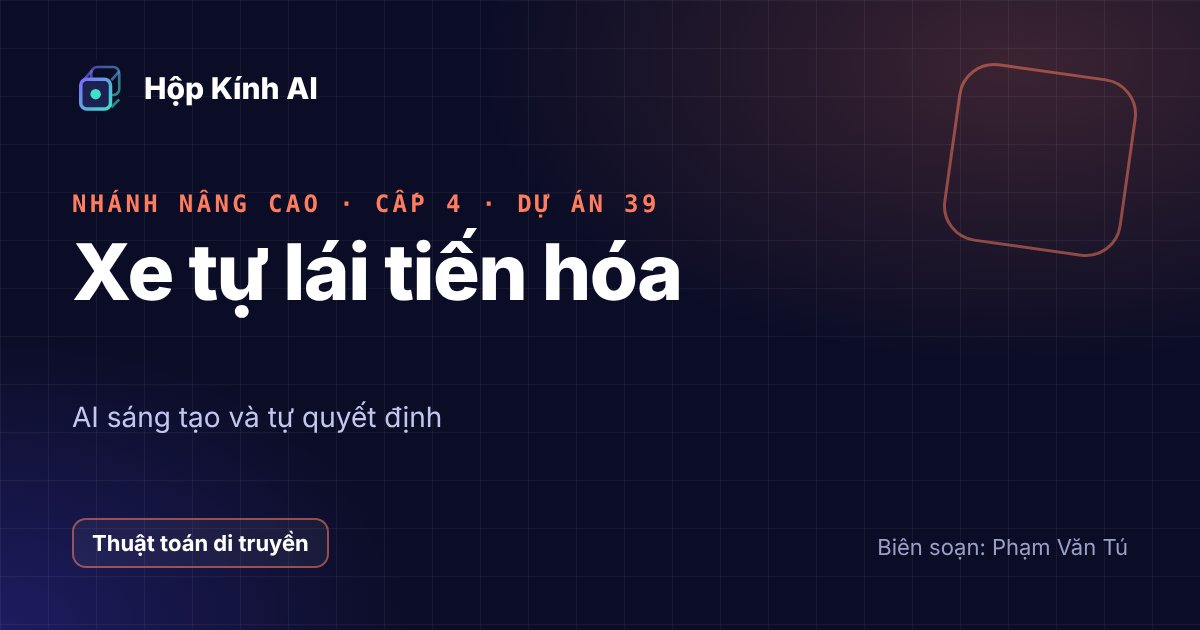 Hộp Kính AI
NHÁNH NÂNG CAO · CẤP 4 · DỰ ÁN 39
Xe tự lái tiến hóa
AI sáng tạo và tự quyết định
Thuật toán di truyền
Biên soạn: Phạm Văn Tú